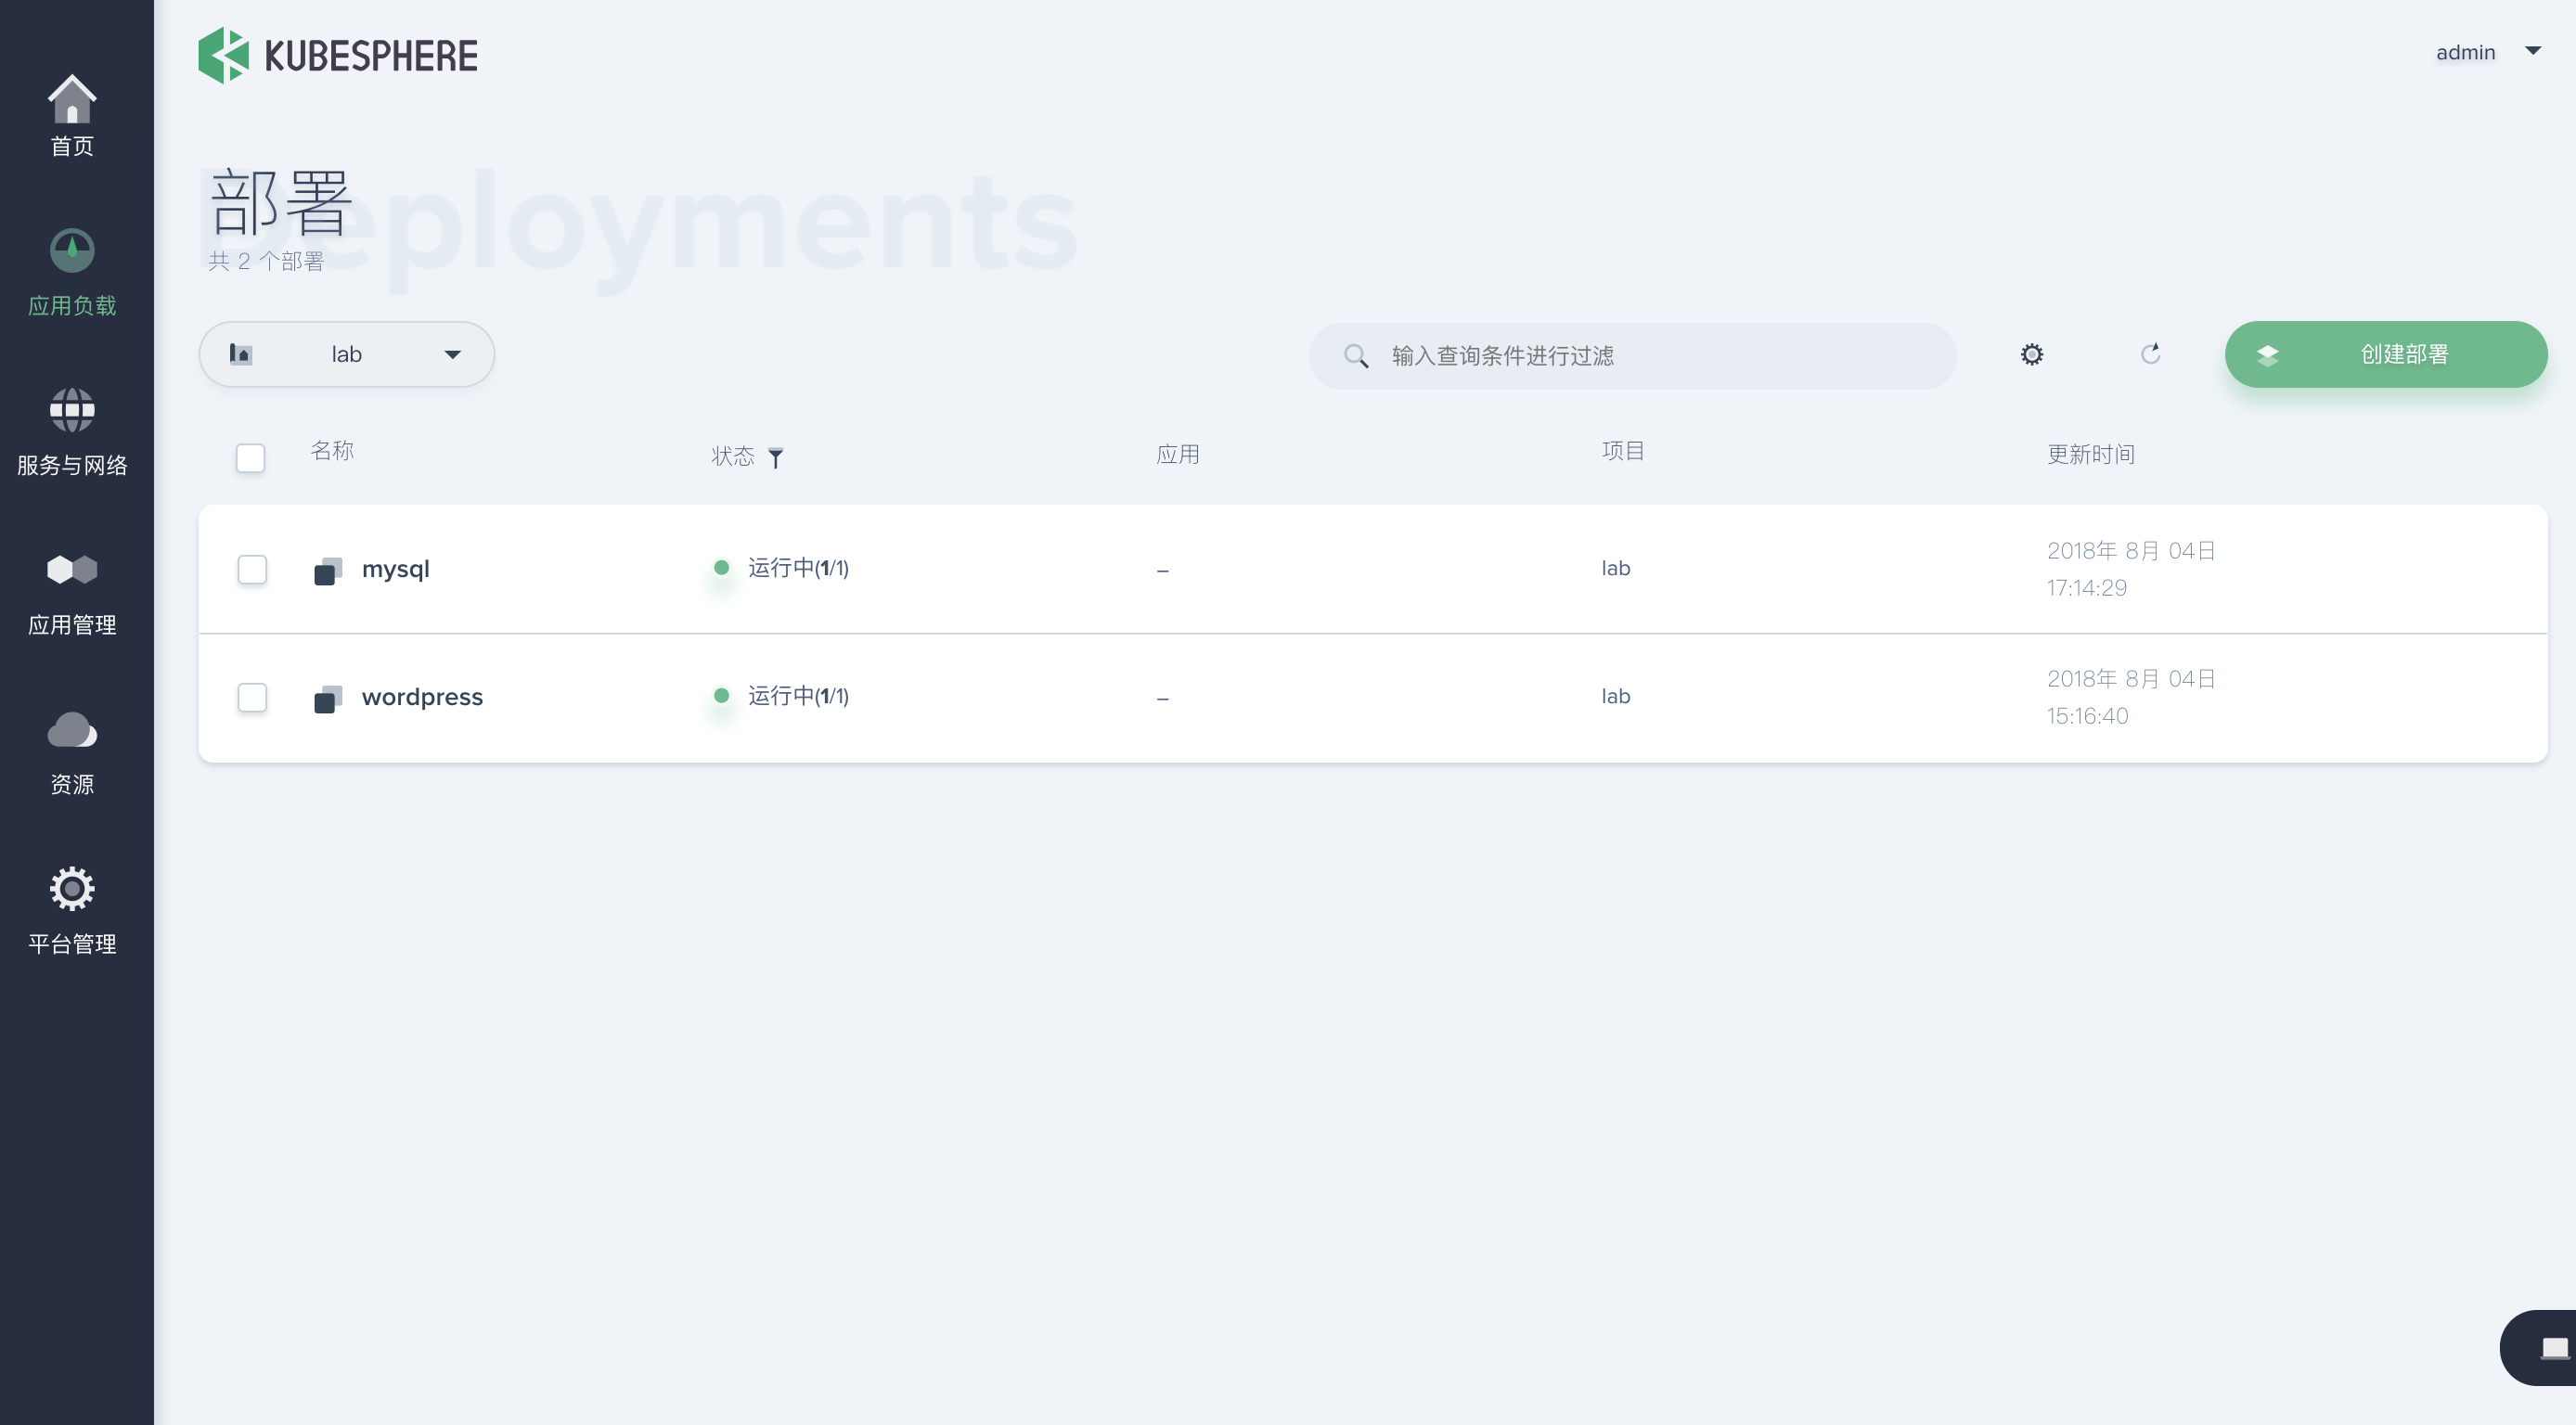 KUBESPHERE
admin
首页
应用负载
服务与网络
应用管理
资源
平台管理
Deployments
部署
共 2 个部署
lab
输入查询条件进行过滤
创建部署
名称 状态 应用 项目 更新时间
mysql 运行中(1/1) – lab 2018年 8月 04日
17:14:29
wordpress 运行中(1/1) – lab 2018年 8月 04日
15:16:40